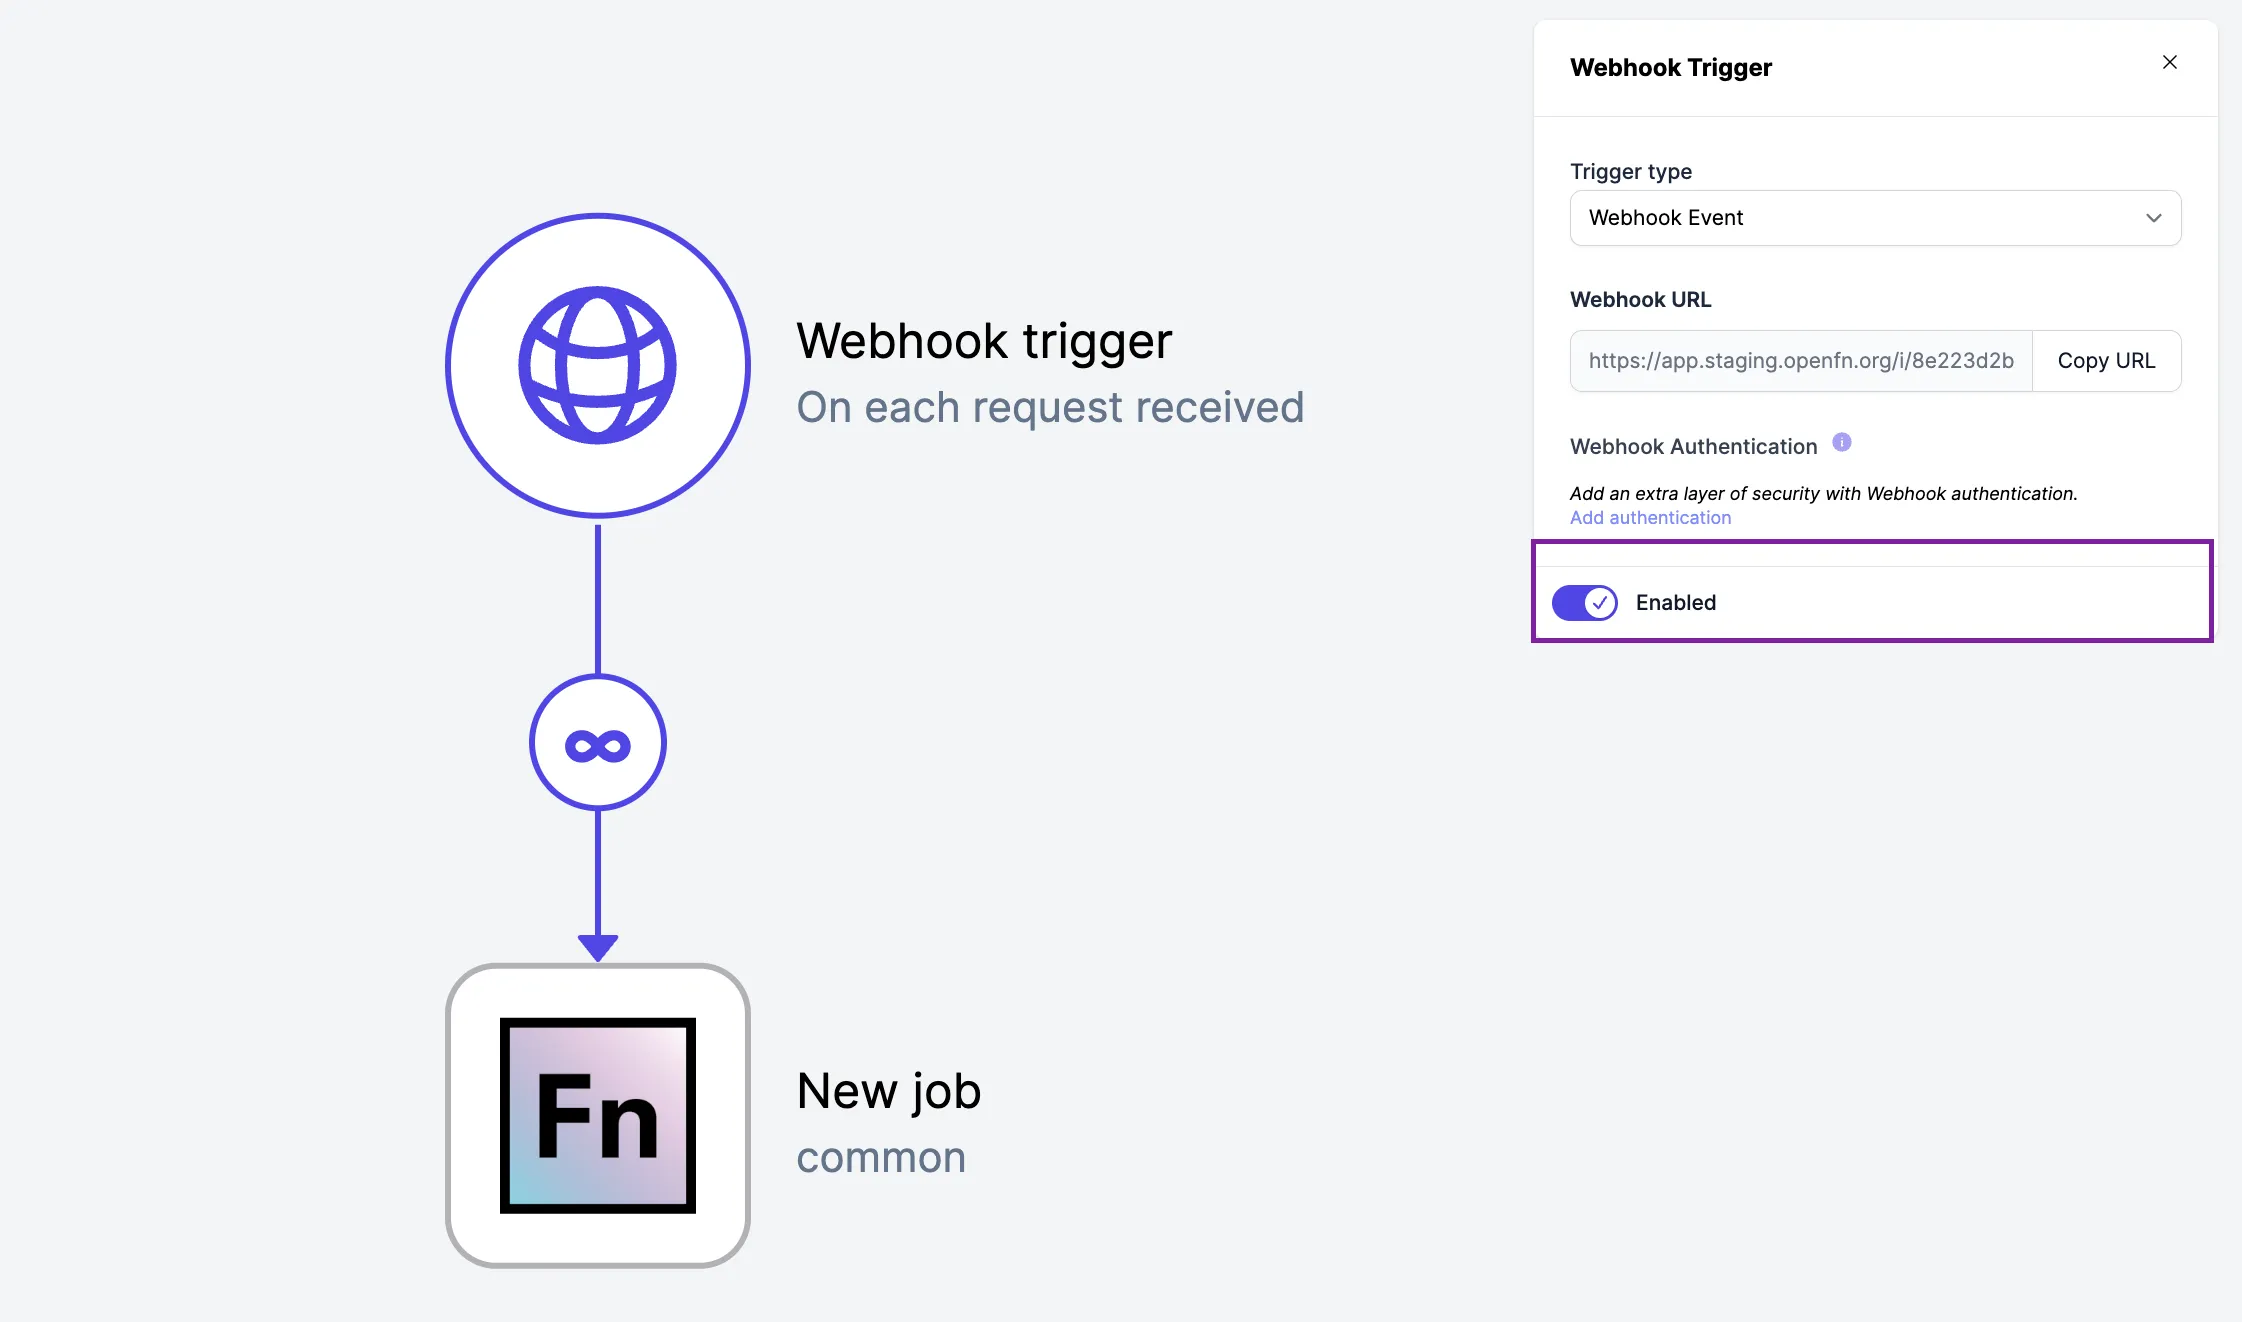 Webhook trigger
On each request received
Fn
New job
common
Webhook Trigger
Trigger type
Webhook Event
Webhook URL
https://app.staging.openfn.org/i/8e223d2b
Copy URL
Webhook Authentication
Add an extra layer of security with Webhook authentication.
Add authentication
Enabled